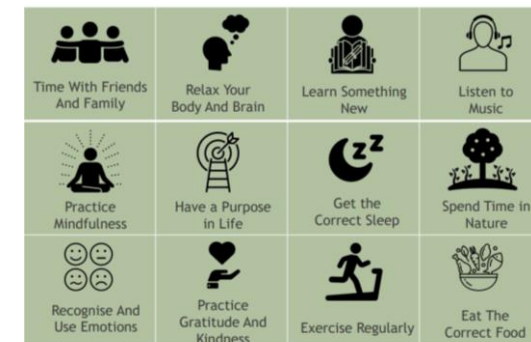 Time With Friends
And Family
Relax Your
Body And Brain
Learn Something
New
Listen to
Music
Practice
Mindfulness
Have a Purpose
in Life
zzz
Get the
Correct Sleep
Spend Time in
Nature
Recognise And
Use Emotions
Practice
Gratitude And
Kindness
Exercise Regularly
Eat The
Correct Food